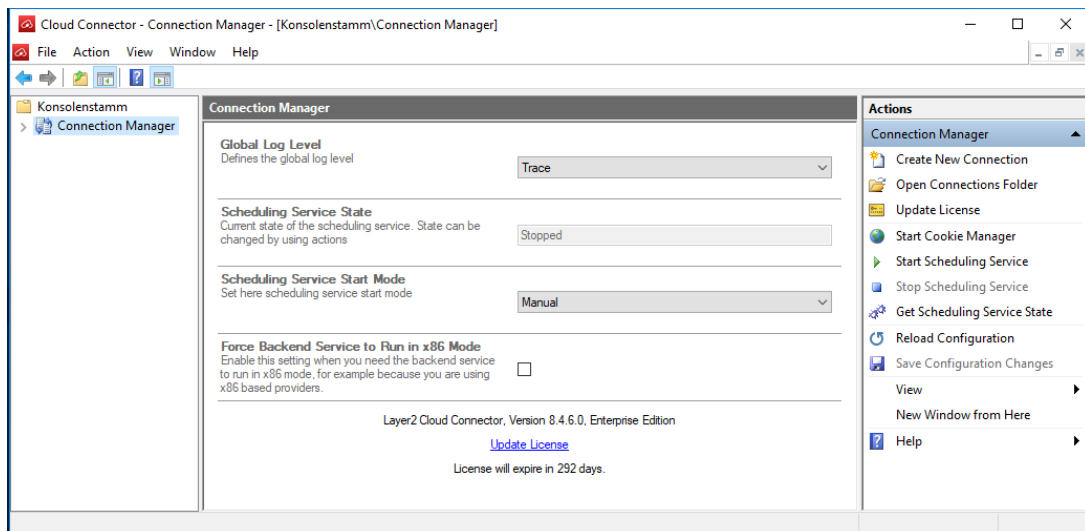 Cloud Connector - Connection Manager - [Konsolenstamm\Connection Manager]
File Action View Window Help
Konsolenstamm
Connection Manager
Connection Manager
Global Log Level
Defines the global log level
Trace
Scheduling Service State
Current state of the scheduling service. State can be
changed by using actions
Stopped
Scheduling Service Start Mode
Set here scheduling service start mode
Manual
Force Backend Service to Run in x86 Mode
Enable this setting when you need the backend service
to run in x86 mode, for example because you are using
x86 based providers.
Layer2 Cloud Connector, Version 8.4.6.0, Enterprise Edition
Update License
License will expire in 292 days.
Actions
Connection Manager
Create New Connection
Open Connections Folder
Update License
Start Cookie Manager
Start Scheduling Service
Stop Scheduling Service
Get Scheduling Service State
Reload Configuration
Save Configuration Changes
View
New Window from Here
Help